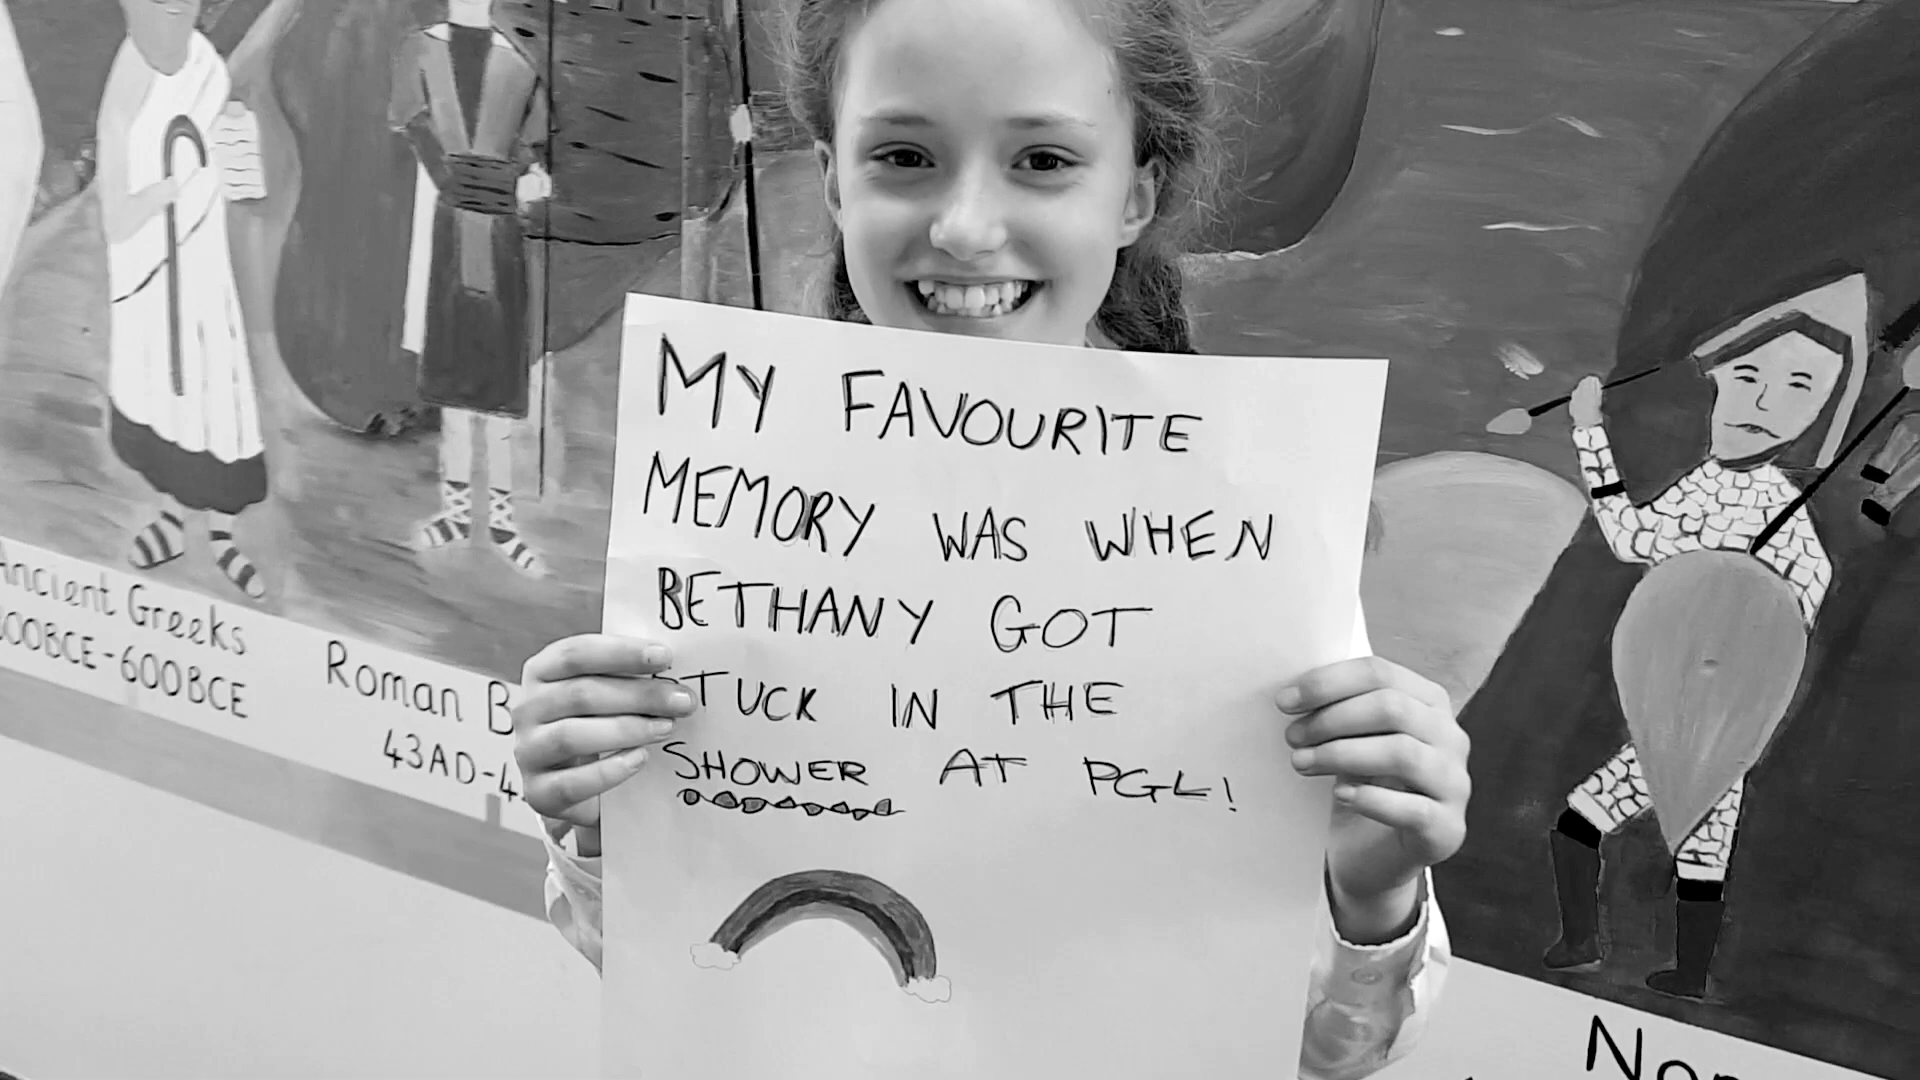 MY FAVOURITE
MEMORY WAS WHEN
BETHANY GOT
STUCK IN THE
SHOWER AT PGL!
Ancient Greeks
00BCE-600BCE
Roman B
43AD-4
Nor